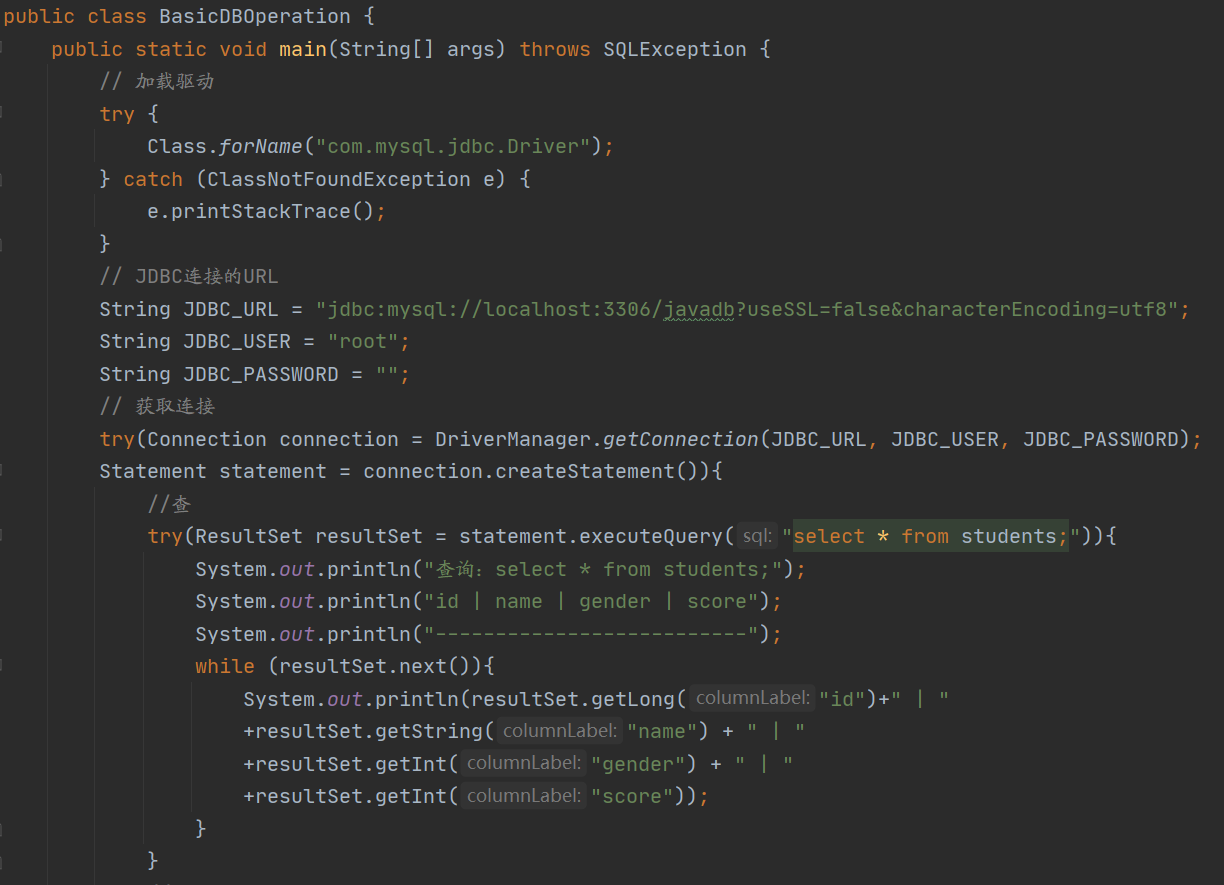 public class BasicDBOperation {
public static void main(String[] args) throws SQLException {
// 加载驱动
try {
Class.forName("com.mysql.jdbc.Driver");
} catch (ClassNotFoundException e) {
e.printStackTrace();
}
// JDBC连接的URL
String JDBC_URL = "jdbc:mysql://localhost:3306/javadb?useSSL=false&characterEncoding=utf8";
String JDBC_USER = "root";
String JDBC_PASSWORD = "";
// 获取连接
try(Connection connection = DriverManager.getConnection(JDBC_URL, JDBC_USER, JDBC_PASSWORD);
Statement statement = connection.createStatement()){
//查
try(ResultSet resultSet = statement.executeQuery( sql: "select * from students;")){
System.out.println("查询：select * from students;");
System.out.println("id | name | gender | score");
System.out.println("--------------------------");
while (resultSet.next()){
System.out.println(resultSet.getLong( columnLabel: "id")+" | "
+resultSet.getString( columnLabel: "name") + " | "
+resultSet.getInt( columnLabel: "gender") + " | "
+resultSet.getInt( columnLabel: "score"));
}
}